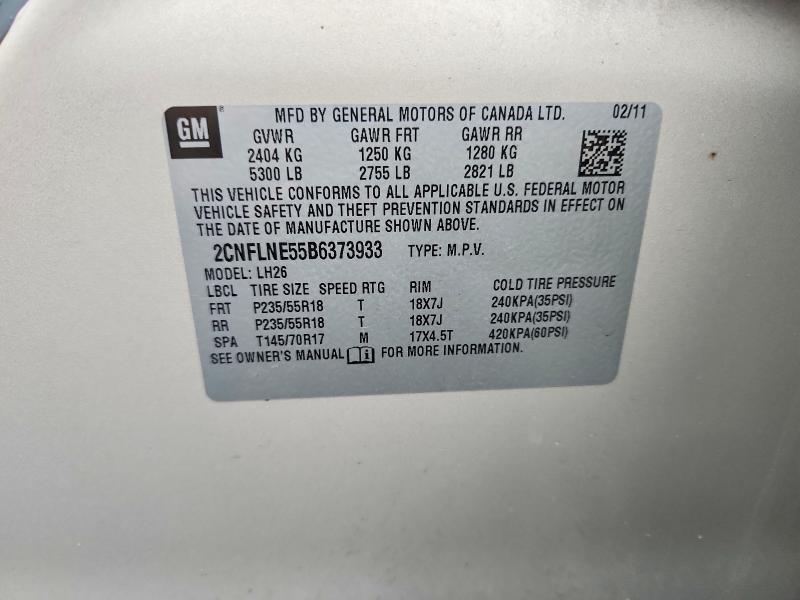 GM MFD BY GENERAL MOTORS OF CANADA LTD. 02/11
GVWR GAWR FRT GAWR RR
2404 KG 1250 KG 1280 KG
5300 LB 2755 LB 2821 LB
THIS VEHICLE CONFORMS TO ALL APPLICABLE U.S. FEDERAL MOTOR
VEHICLE SAFETY AND THEFT PREVENTION STANDARDS IN EFFECT ON
THE DATE OF MANUFACTURE SHOWN ABOVE.
2CNFLNE55B6373933 TYPE: M.P.V.
MODEL: LH26
LBCL TIRE SIZE SPEED RTG RIM COLD TIRE PRESSURE
FRT P235/55R18 T 18X7J 240KPA(35PSI)
RR P235/55R18 T 18X7J 240KPA(35PSI)
SPA T145/70R17 M 17X4.5T 420KPA(60PSI)
SEE OWNER'S MANUAL i FOR MORE INFORMATION.